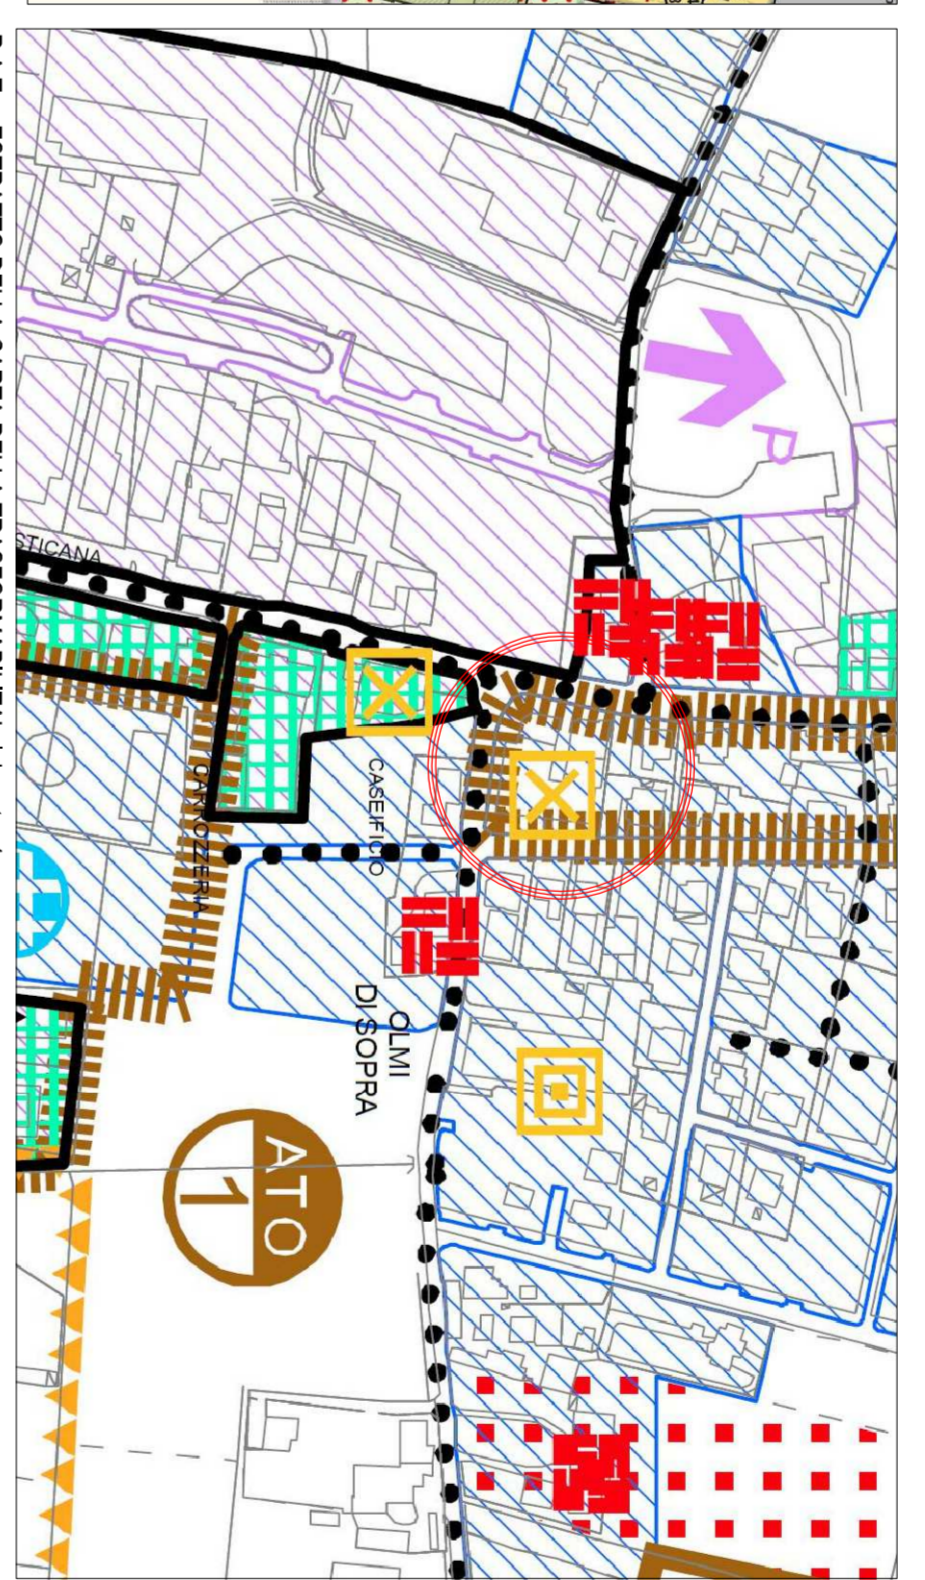 P
STICANA
CASEIFICIO
CARROZZERIA
OLMI
DI SOPRA
ATO
1